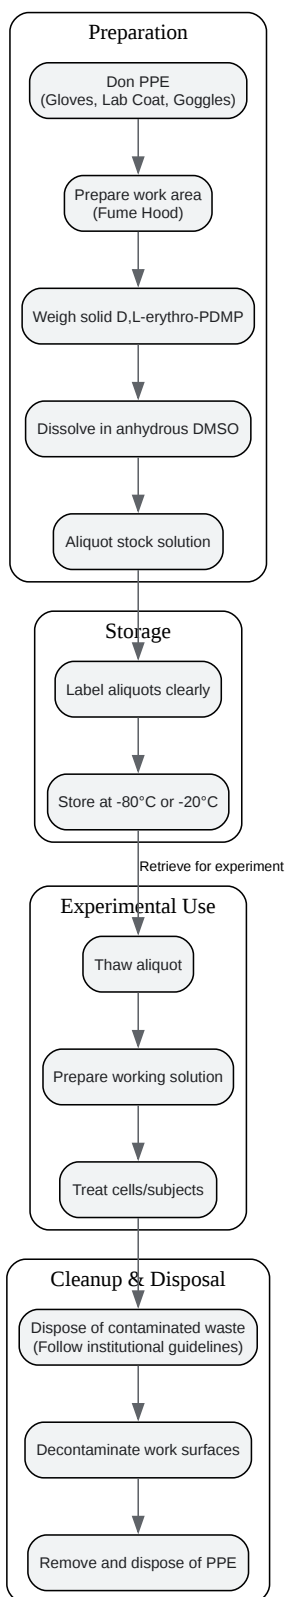 Preparation
Don PPE
(Gloves, Lab Coat, Goggles)
Prepare work area
(Fume Hood)
Weigh solid D,L-erythro-PDMP
Dissolve in anhydrous DMSO
Aliquot stock solution
Storage
Label aliquots clearly
Store at -80°C or -20°C
Retrieve for experiment
Experimental Use
Thaw aliquot
Prepare working solution
Treat cells/subjects
Cleanup & Disposal
Dispose of contaminated waste
(Follow institutional guidelines)
Decontaminate work surfaces
Remove and dispose of PPE